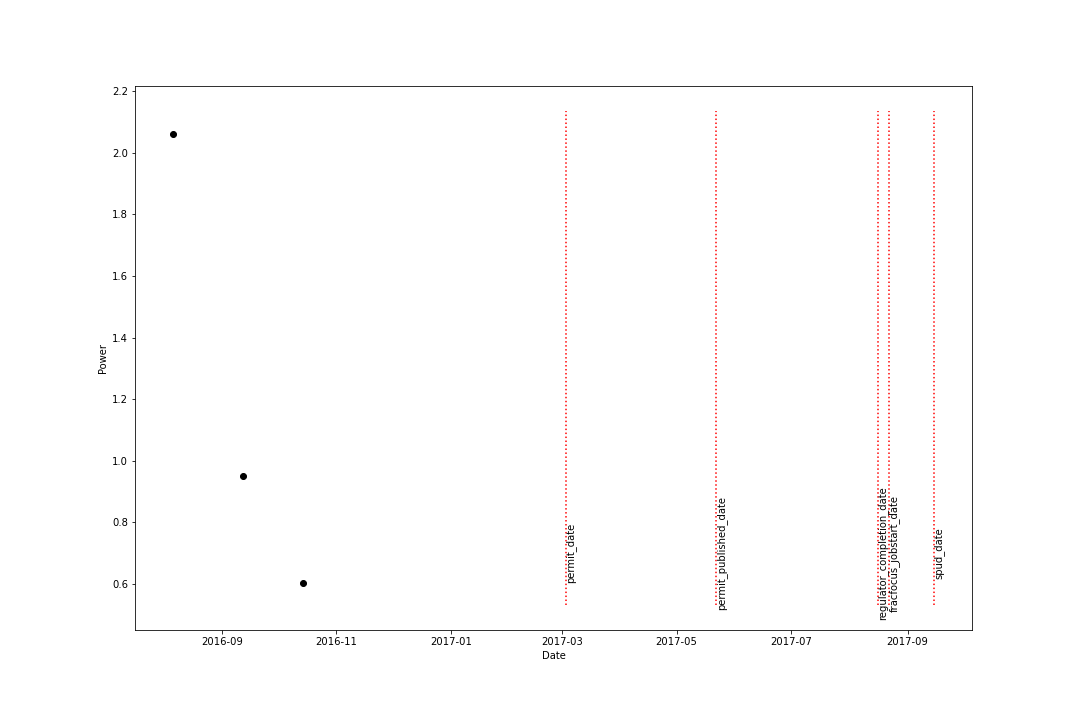 2.2
2.0
1.8
1.6
1.4
1.2
1.0
0.8
0.6
Power
permit_date
permit_published_date
regulator_completion_date
fracfocus_jobstart_date
spud_date
2016-09
2016-11
2017-01
2017-03
2017-05
2017-07
2017-09
Date